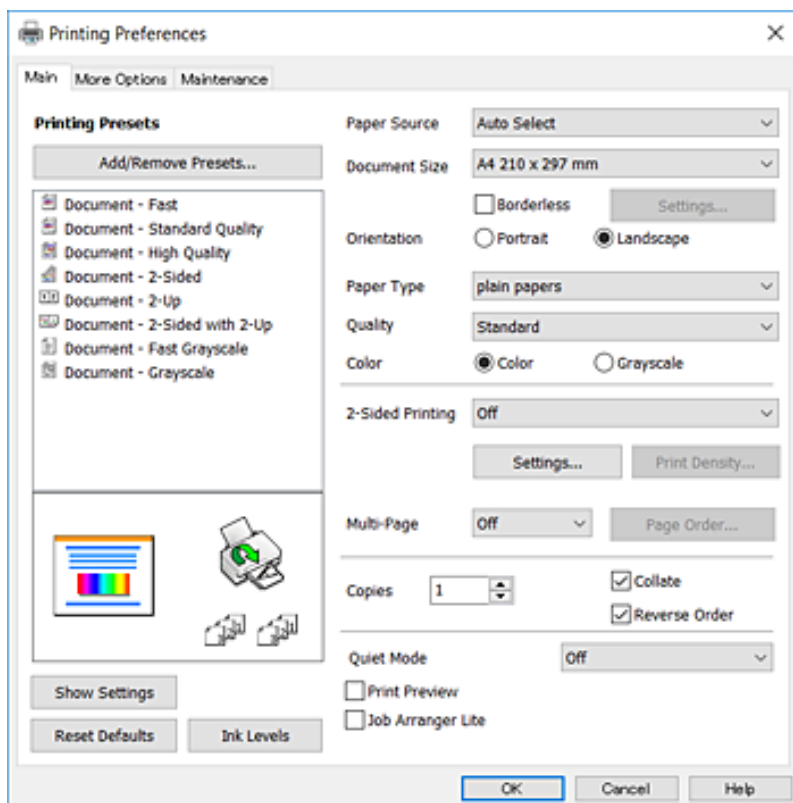 Printing Preferences
Main
More Options
Maintenance
Printing Presets
Add/Remove Presets...
Document - Fast
Document - Standard Quality
Document - High Quality
Document - 2-Sided
Document - 2-Up
Document - 2-Sided with 2-Up
Document - Fast Grayscale
Document - Grayscale
Show Settings
Reset Defaults
Ink Levels
Paper Source
Auto Select
Document Size
A4 210 x 297 mm
Borderless
Settings...
Orientation
Portrait
Landscape
Paper Type
plain papers
Quality
Standard
Color
Color
Grayscale
2-Sided Printing
Off
Settings...
Print Density...
Multi-Page
Off
Page Order...
Copies
1
Collate
Reverse Order
Quiet Mode
Off
Print Preview
Job Arranger Lite
OK
Cancel
Help